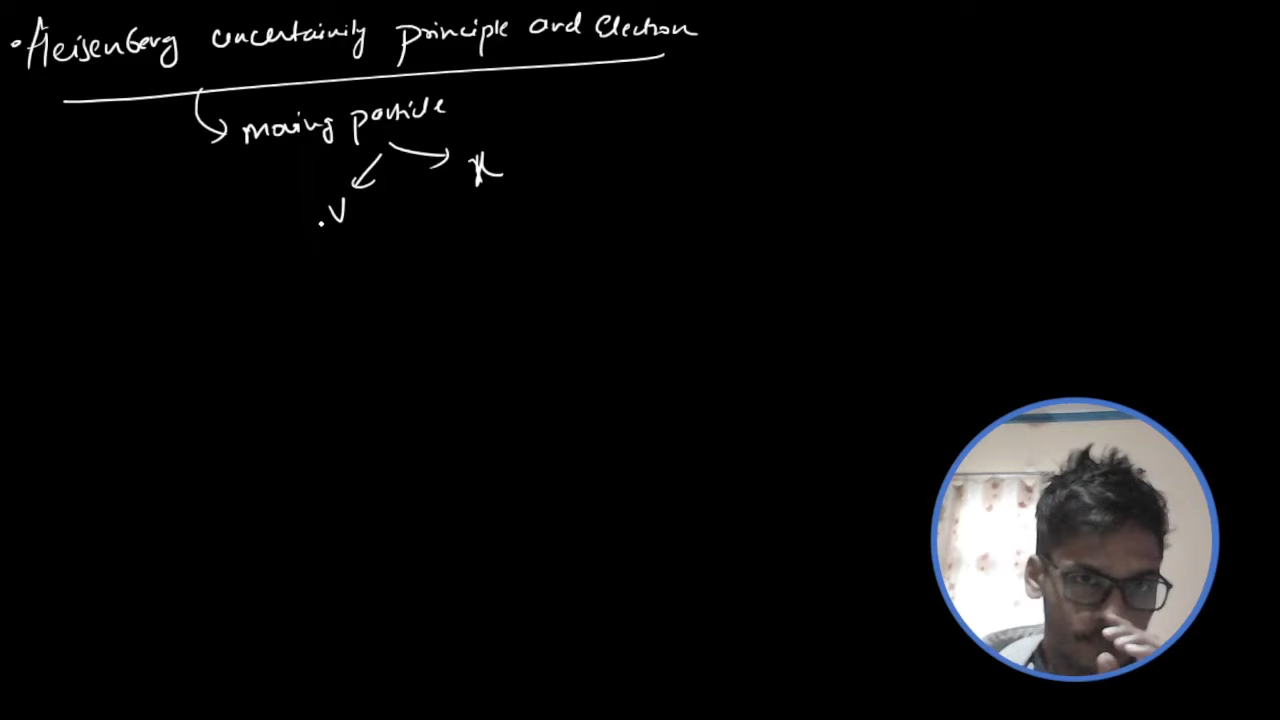 • Heisenberg uncertainity principle and Electron
moving particle
x
.V